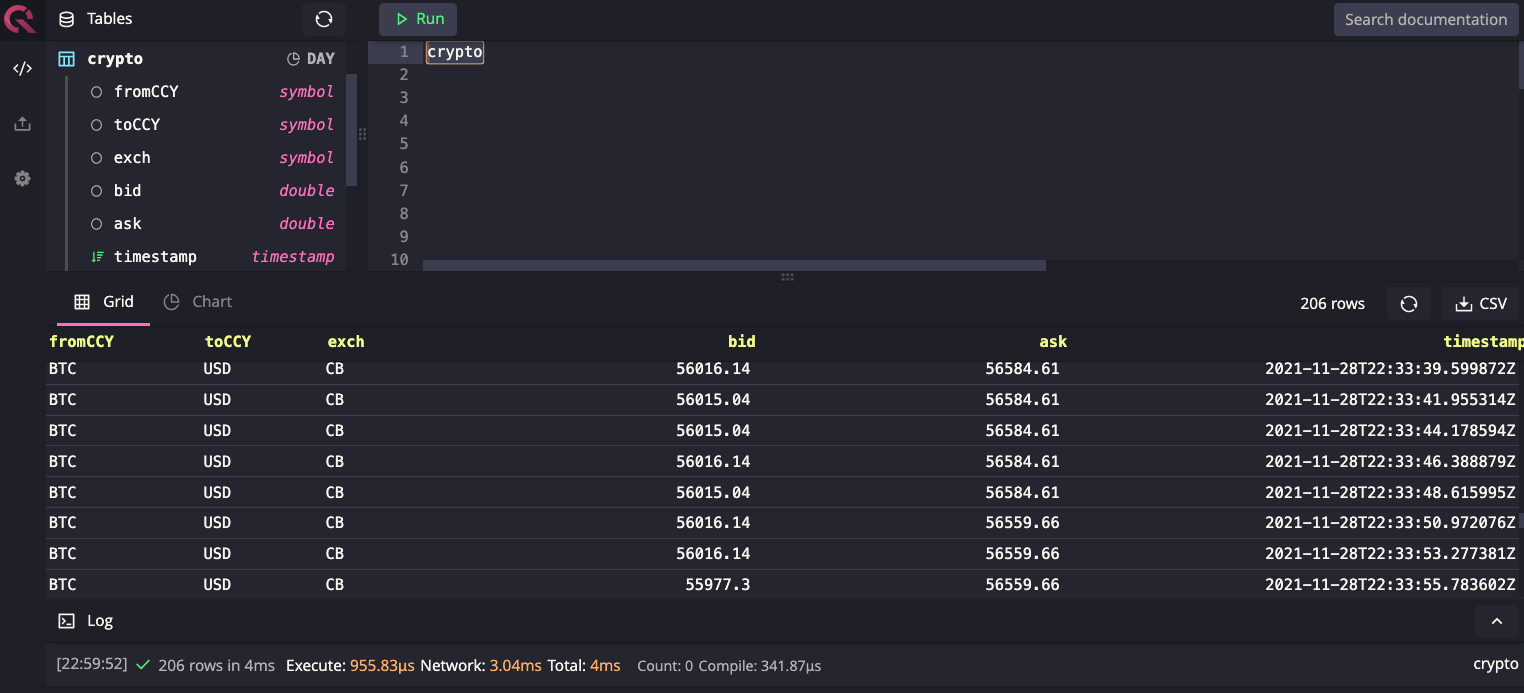 Tables
Run
Search documentation
crypto DAY
fromCCY symbol
toCCY symbol
exch symbol
bid double
ask double
timestamp timestamp
1 crypto
2
3
4
5
6
7
8
9
10
Grid Chart 206 rows CSV
fromCCY toCCY exch bid ask timestamp
BTC USD CB 56016.14 56584.61 2021-11-28T22:33:39.599872Z
BTC USD CB 56015.04 56584.61 2021-11-28T22:33:41.955314Z
BTC USD CB 56015.04 56584.61 2021-11-28T22:33:44.178594Z
BTC USD CB 56016.14 56584.61 2021-11-28T22:33:46.388879Z
BTC USD CB 56015.04 56584.61 2021-11-28T22:33:48.615995Z
BTC USD CB 56016.14 56559.66 2021-11-28T22:33:50.972076Z
BTC USD CB 56016.14 56559.66 2021-11-28T22:33:53.277381Z
BTC USD CB 55977.3 56559.66 2021-11-28T22:33:55.783602Z
Log
[22:59:52] 206 rows in 4ms Execute: 955.83μs Network: 3.04ms Total: 4ms Count: 0 Compile: 341.87μs crypto